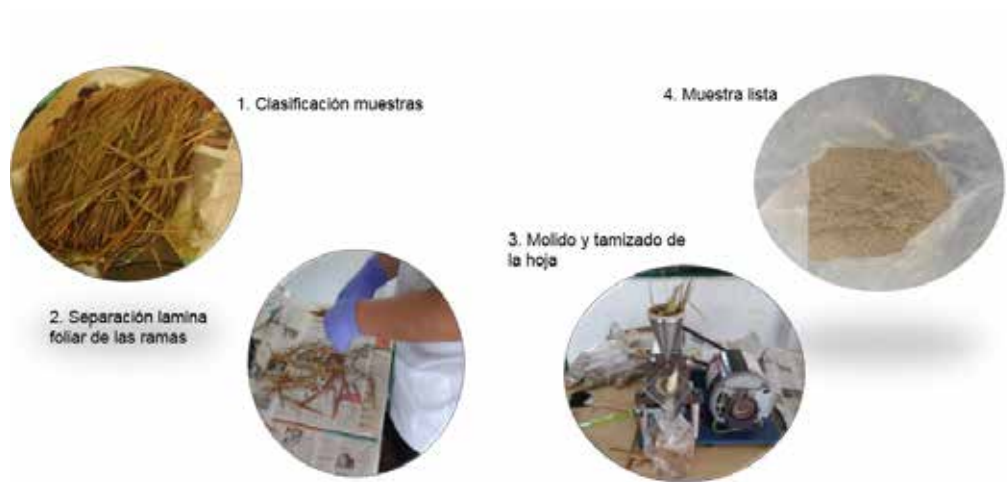 1. Clasificación muestras
2. Separación lamina
foliar de las ramas
3. Molido y tamizado de
la hoja
4. Muestra lista